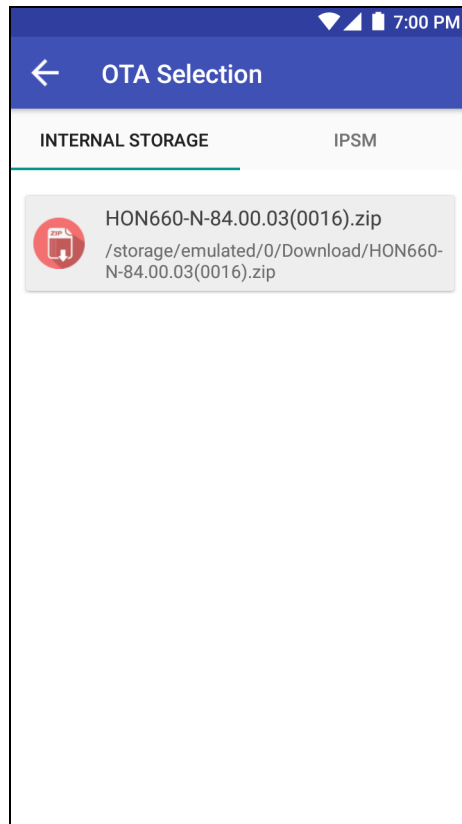 7:00 PM
OTA Selection
INTERNAL STORAGE IPSM
ZIP
HON660-N-84.00.03(0016).zip
/storage/emulated/0/Download/HON660-
N-84.00.03(0016).zip